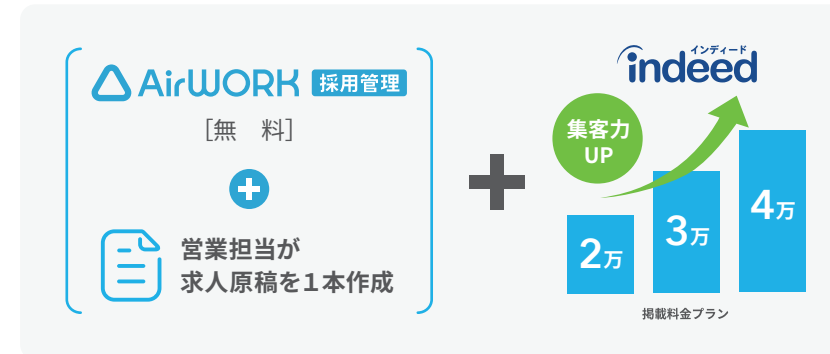 AirWORK 採用管理
［無　料］
営業担当が
求人原稿を１本作成
インディード
indeed
集客力
UP
2万
3万
4万
掲載料金プラン